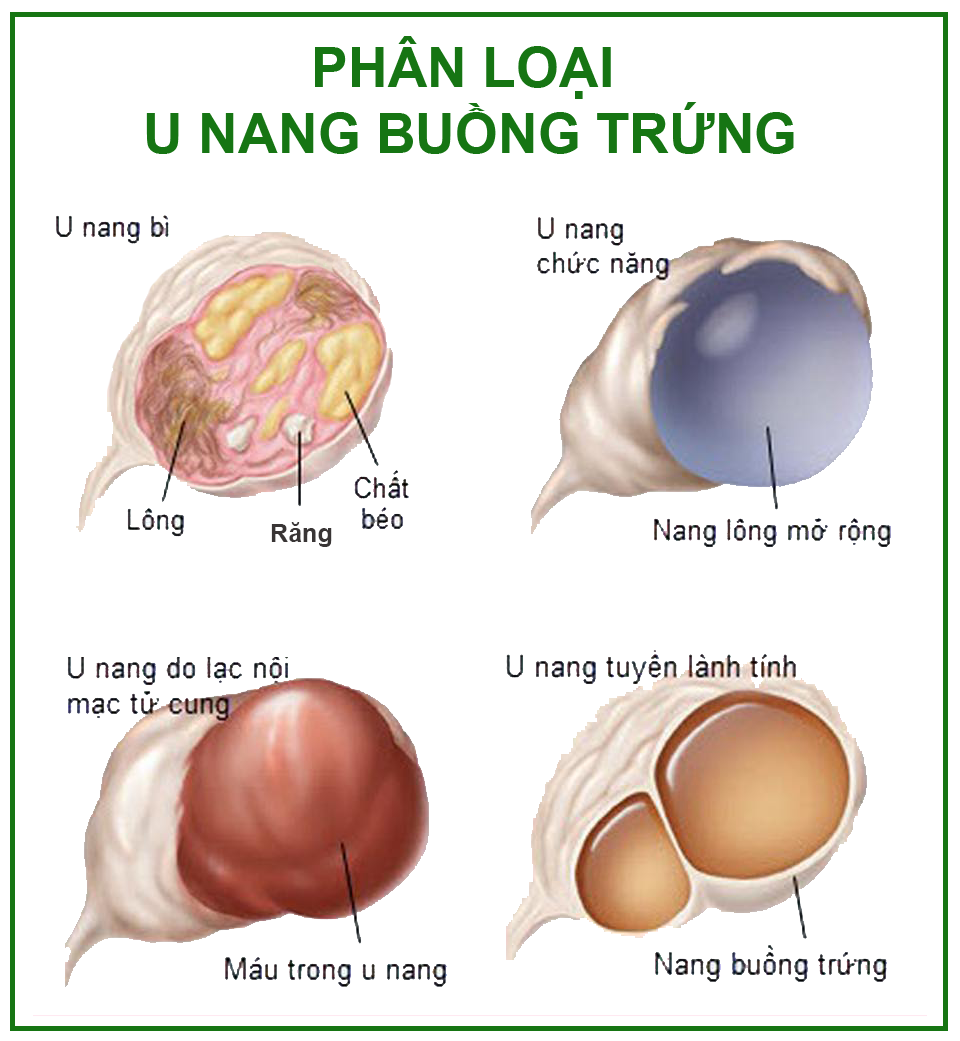 PHÂN LOẠI
U NANG BUỒNG TRỨNG
U nang bì
Lông
Răng
Chất
béo
U nang
chức năng
Nang lông mở rộng
U nang do lạc nội
mạc tử cung
Máu trong u nang
U nang tuyến lành tính
Nang buồng trứng